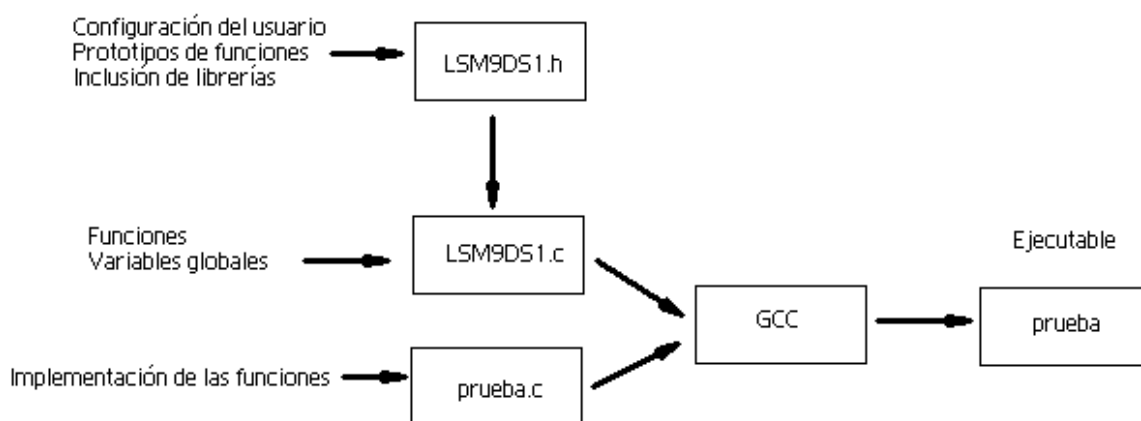 Configuración del usuario
Prototipos de funciones
Inclusión de librerías
LSM9DS1.h
Funciones
Variables globales
LSM9DS1.c
Ejecutable
GCC
prueba
Implementación de las funciones
prueba.c